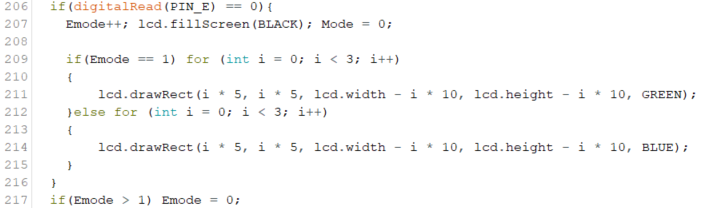 206 if(digitalRead(PIN_E) == 0){
207 Emode++; lcd.fillScreen(BLACK); Mode = 0;
208
209 if(Emode == 1) for (int i = 0; i < 3; i++)
210 {
211 lcd.drawRect(i * 5, i * 5, lcd.width - i * 10, lcd.height - i * 10, GREEN);
212 }else for (int i = 0; i < 3; i++)
213 {
214 lcd.drawRect(i * 5, i * 5, lcd.width - i * 10, lcd.height - i * 10, BLUE);
215 }
216 }
217 if(Emode > 1) Emode = 0;